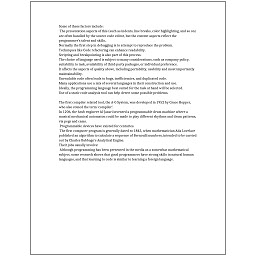 Some of these factors include:
The presentation aspects of this (such as indents, line breaks, color highlighting, and so on) are often handled by the source code editor, but the content aspects reflect the programmer's talent and skills.
Normally the first step in debugging is to attempt to reproduce the problem.
Techniques like Code refactoring can enhance readability.
Scripting and breakpointing is also part of this process.
The choice of language used is subject to many considerations, such as company policy, suitability to task, availability of third-party packages, or individual preference.
It affects the aspects of quality above, including portability, usability and most importantly maintainability.
Unreadable code often leads to bugs, inefficiencies, and duplicated code.
Many applications use a mix of several languages in their construction and use.
Ideally, the programming language best suited for the task at hand will be selected.
Use of a static code analysis tool can help detect some possible problems.
The first compiler related tool, the A-0 System, was developed in 1952 by Grace Hopper, who also coined the term 'compiler'.
In 1206, the Arab engineer Al-Jazari invented a programmable drum machine where a musical mechanical automaton could be made to play different rhythms and drum patterns, via pegs and cams.
Programmable devices have existed for centuries.
The first computer program is generally dated to 1843, when mathematician Ada Lovelace published an algorithm to calculate a sequence of Bernoulli numbers, intended to be carried out by Charles Babbage's Analytical Engine.
Their jobs usually involve:
Although programming has been presented in the media as a somewhat mathematical subject, some research shows that good programmers have strong skills in natural human languages, and that learning to code is similar to learning a foreign language.